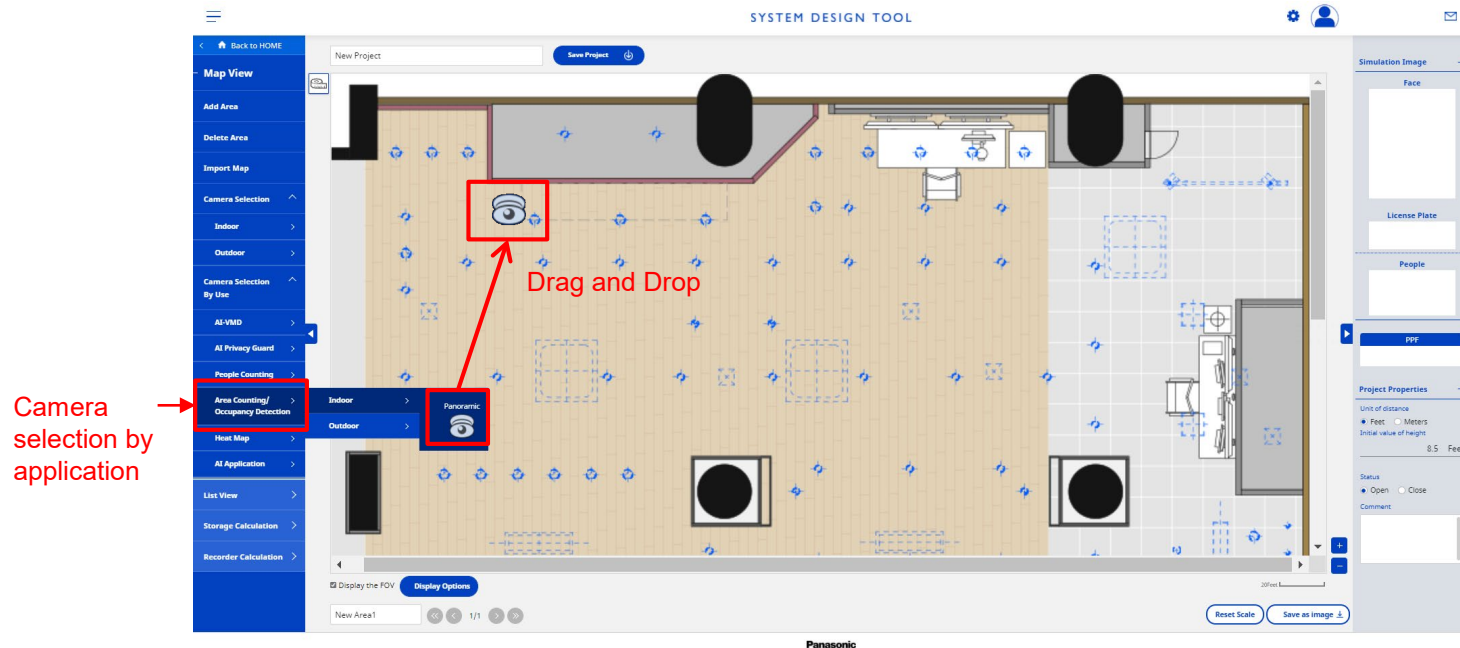 SYSTEM DESIGN TOOL
Back to HOME
Map View
Add Area
Delete Area
Import Map
Camera Selection
Indoor
Outdoor
Camera Selection
By Use
AI-VMD
AI Privacy Guard
People Counting
Area Counting/
Occupancy Detection
Heat Map
AI Application
List View
Storage Calculation
Recorder Calculation
Camera
selection by
application
Indoor
Outdoor
Panoramic
New Project
Save Project
Drag and Drop
Display the FOV
Display Options
20Feet
New Area1
1/1
Reset Scale
Save as image
Simulation Image
Face
License Plate
People
PPF
Project Properties
Unit of distance
Feet Meters
Initial value of height
8.5 Fee
Status
Open Close
Comment
Panasonic